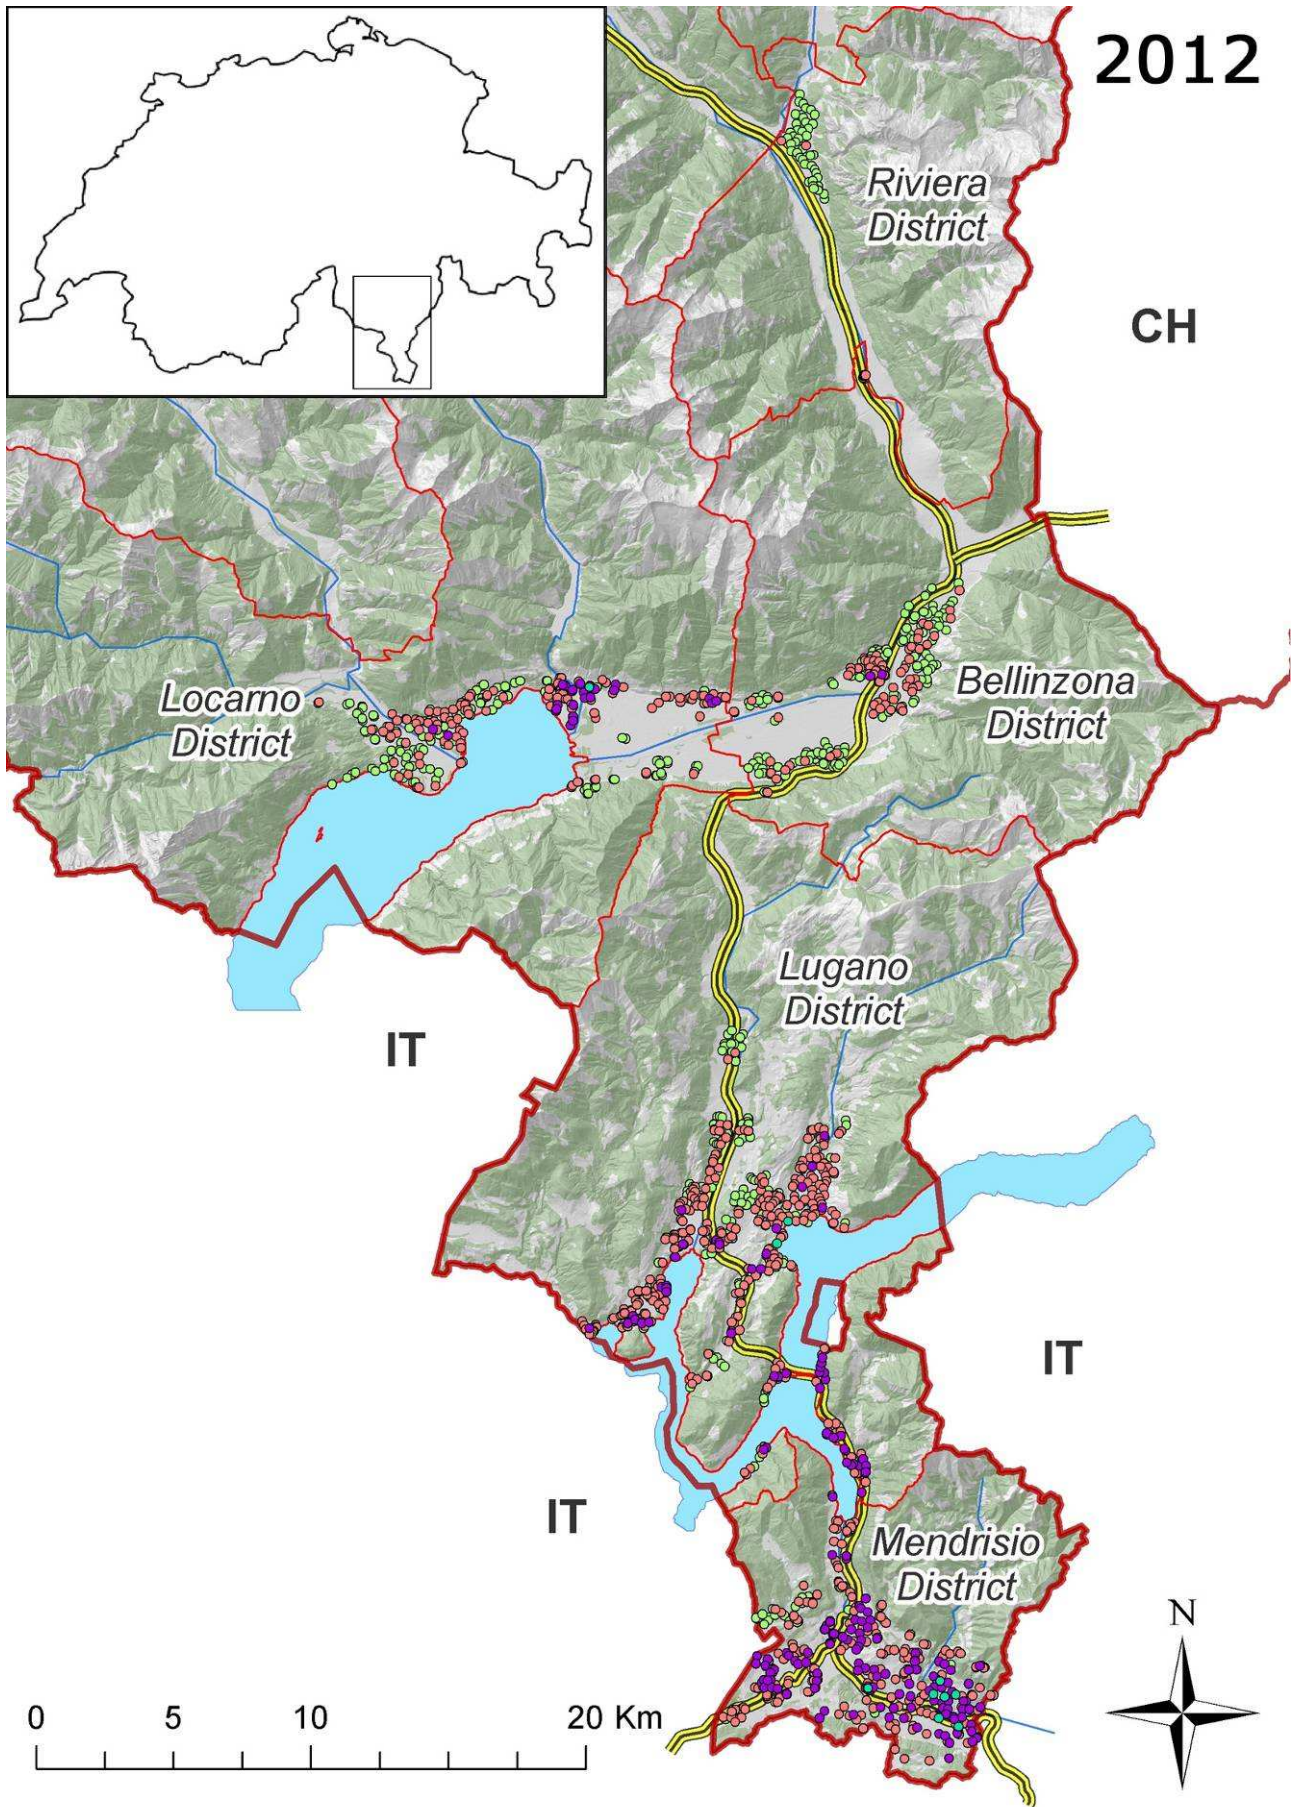 2012
Riviera
District
CH
Locarno
District
Bellinzona
District
Lugano
District
IT
IT
IT
Mendrisio
District
N
0 5 10 20 Km